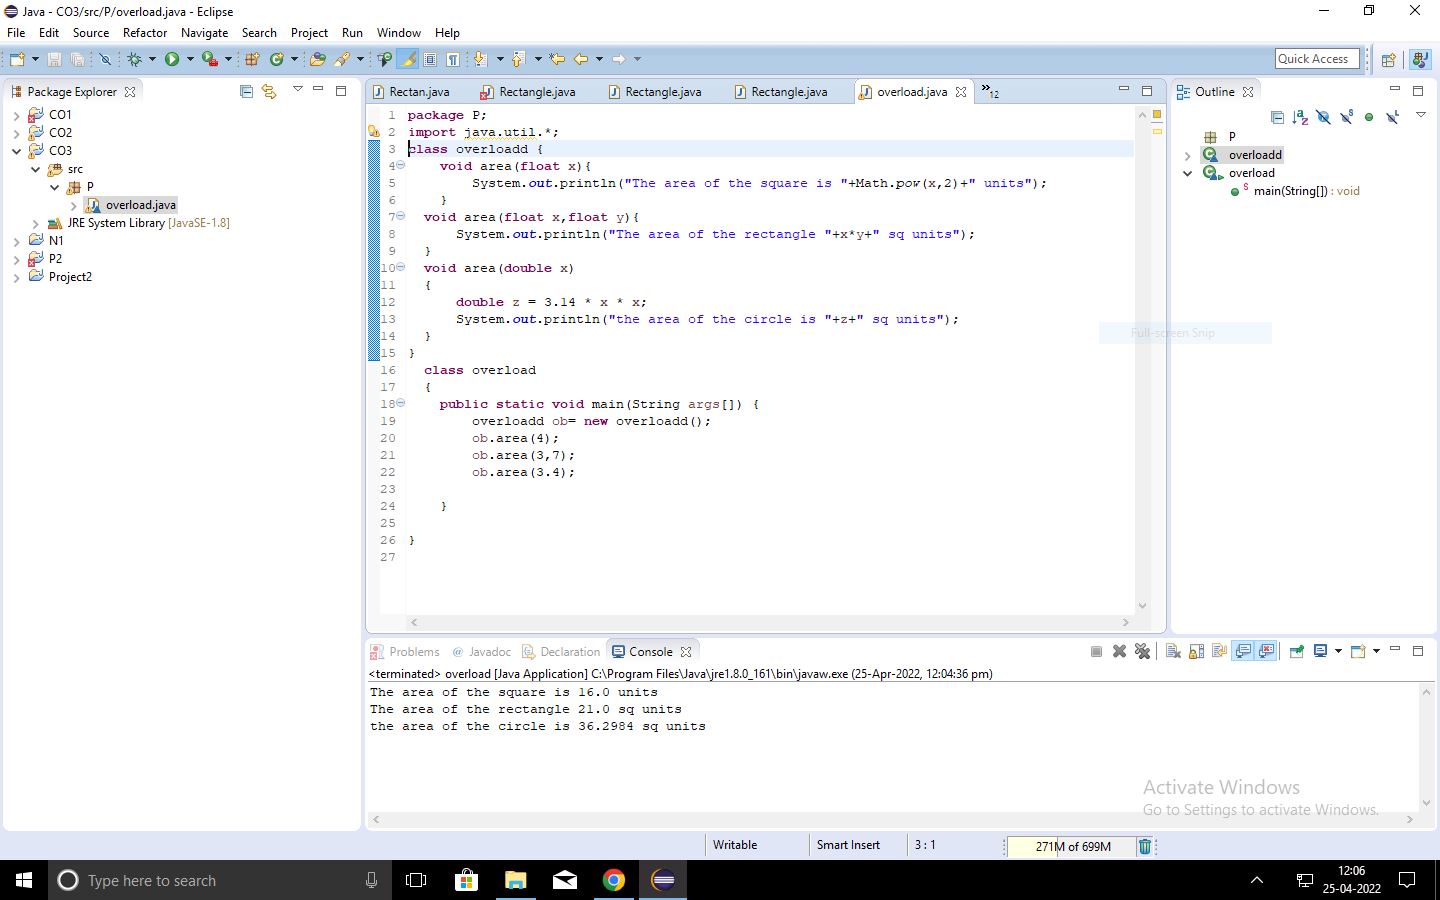 Java - CO3/src/P/overload.java - Eclipse
File Edit Source Refactor Navigate Search Project Run Window Help
Quick Access
Package Explorer
CO1
CO2
CO3
src
P
overload.java
JRE System Library [JavaSE-1.8]
N1
P2
Project2
Rectan.java Rectangle.java Rectangle.java Rectangle.java overload.java »12
1 package P;
2 import java.util.*;
3 class overloadd {
4 void area(float x){
5 System.out.println("The area of the square is "+Math.pow(x,2)+" units");
6 }
7 void area(float x,float y){
8 System.out.println("The area of the rectangle "+x*y+" sq units");
9 }
10 void area(double x)
11 {
12 double z = 3.14 * x * x;
13 System.out.println("the area of the circle is "+z+" sq units");
14 }
15 }
16 class overload
17 {
18 public static void main(String args[]) {
19 overloadd ob= new overloadd();
20 ob.area(4);
21 ob.area(3,7);
22 ob.area(3.4);
23
24 }
25
26 }
27
Full-screen Snip
Outline
P
overloadd
overload
main(String[]) : void
Problems @ Javadoc Declaration Console
<terminated> overload [Java Application] C:\Program Files\Java\jre1.8.0_161\bin\javaw.exe (25-Apr-2022, 12:04:36 pm)
The area of the square is 16.0 units
The area of the rectangle 21.0 sq units
the area of the circle is 36.2984 sq units
Activate Windows
Go to Settings to activate Windows.
Writable Smart Insert 3 : 1 271M of 699M
Type here to search
12:06
25-04-2022